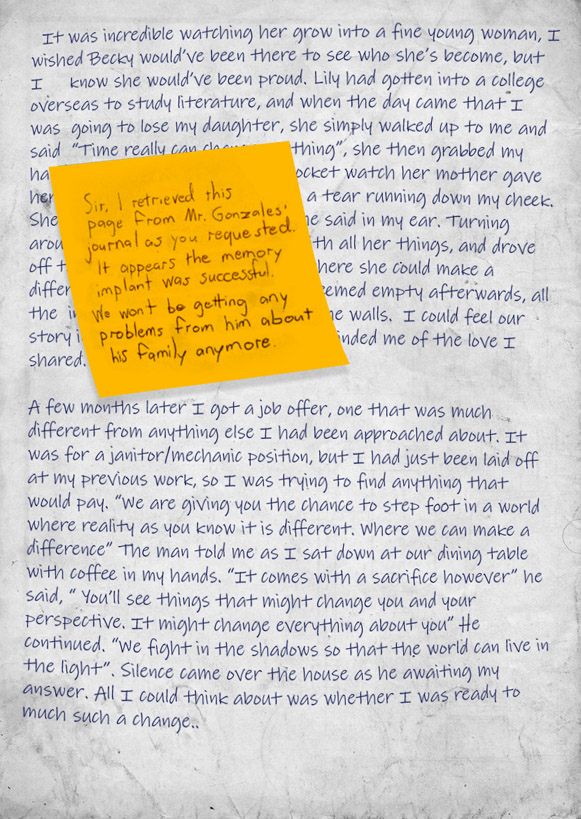 It was incredible watching her grow into a fine young woman, I
wished Becky would've been there to see who she's become, but
I know she would've been proud. Lily had gotten into a college
overseas to study literature, and when the day came that I
was going to lose my daughter, she simply walked up to me and
said "Time really can thing", she then grabbed my
ha ocket watch her mother gave
her a tear running down my cheek.
She he said in my ear. Turning
arou th all her things, and drove
off t here she could make a
differ emed empty afterwards, all
the i e walls. I could feel our
story i inded me of the love I
shared.
Sir, I retrieved this
page from Mr. Gonzales'
journal as you requested.
It appears the memory
implant was successful.
We won't be getting any
problems from him about
his family anymore.
A few months later I got a job offer, one that was much
different from anything else I had been approached about. It
was for a janitor/mechanic position, but I had just been laid off
at my previous work, so I was trying to find anything that
would pay. "We are giving you the chance to step foot in a world
where reality as you know it is different. Where we can make a
difference" The man told me as I sat down at our dining table
with coffee in my hands. "It comes with a sacrifice however" he
said, " You'll see things that might change you and your
perspective. It might change everything about you" He
continued. "We fight in the shadows so that the world can live in
the light". Silence came over the house as he awaiting my
answer. All I could think about was whether I was ready to
much such a change..